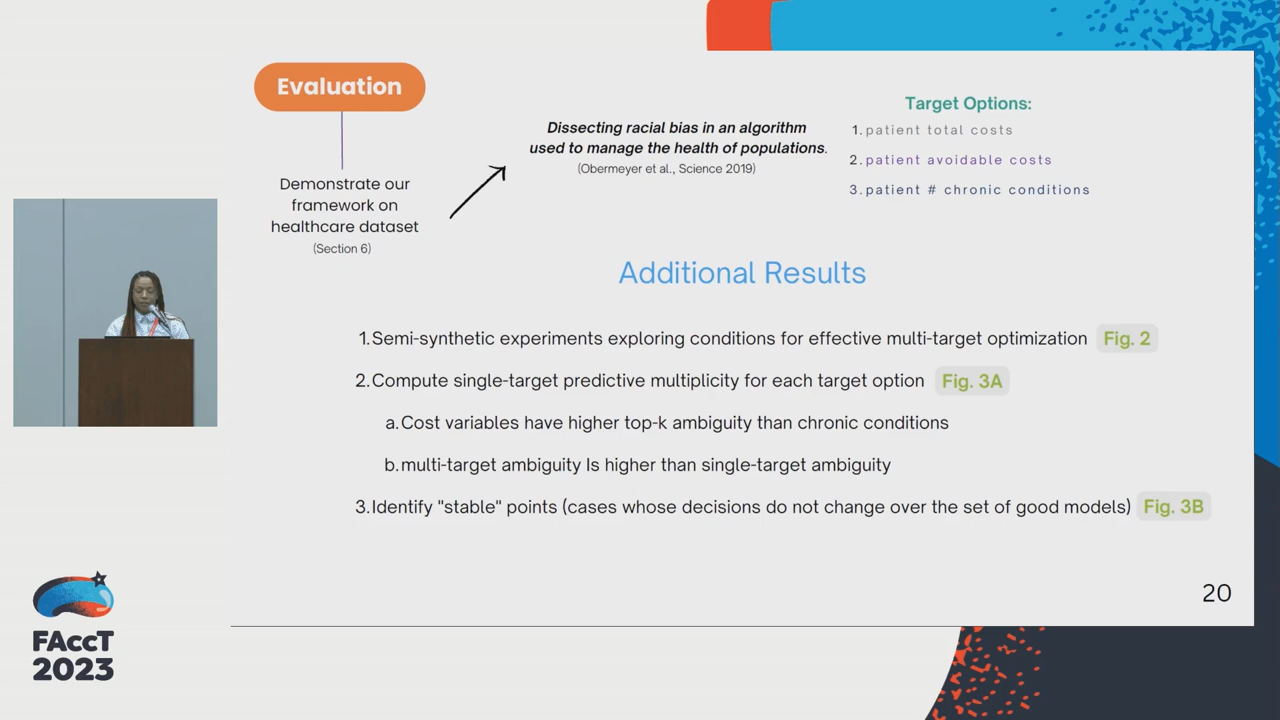 Evaluation
Demonstrate our
framework on
healthcare dataset
(Section 6)
Dissecting racial bias in an algorithm
used to manage the health of populations.
(Obermeyer et al., Science 2019)
Target Options:
1. patient total costs
2. patient avoidable costs
3. patient # chronic conditions
Additional Results
1. Semi-synthetic experiments exploring conditions for effective multi-target optimization Fig. 2
2. Compute single-target predictive multiplicity for each target option Fig. 3A
a. Cost variables have higher top-k ambiguity than chronic conditions
b. multi-target ambiguity Is higher than single-target ambiguity
3. Identify "stable" points (cases whose decisions do not change over the set of good models) Fig. 3B
20
FAccT
2023